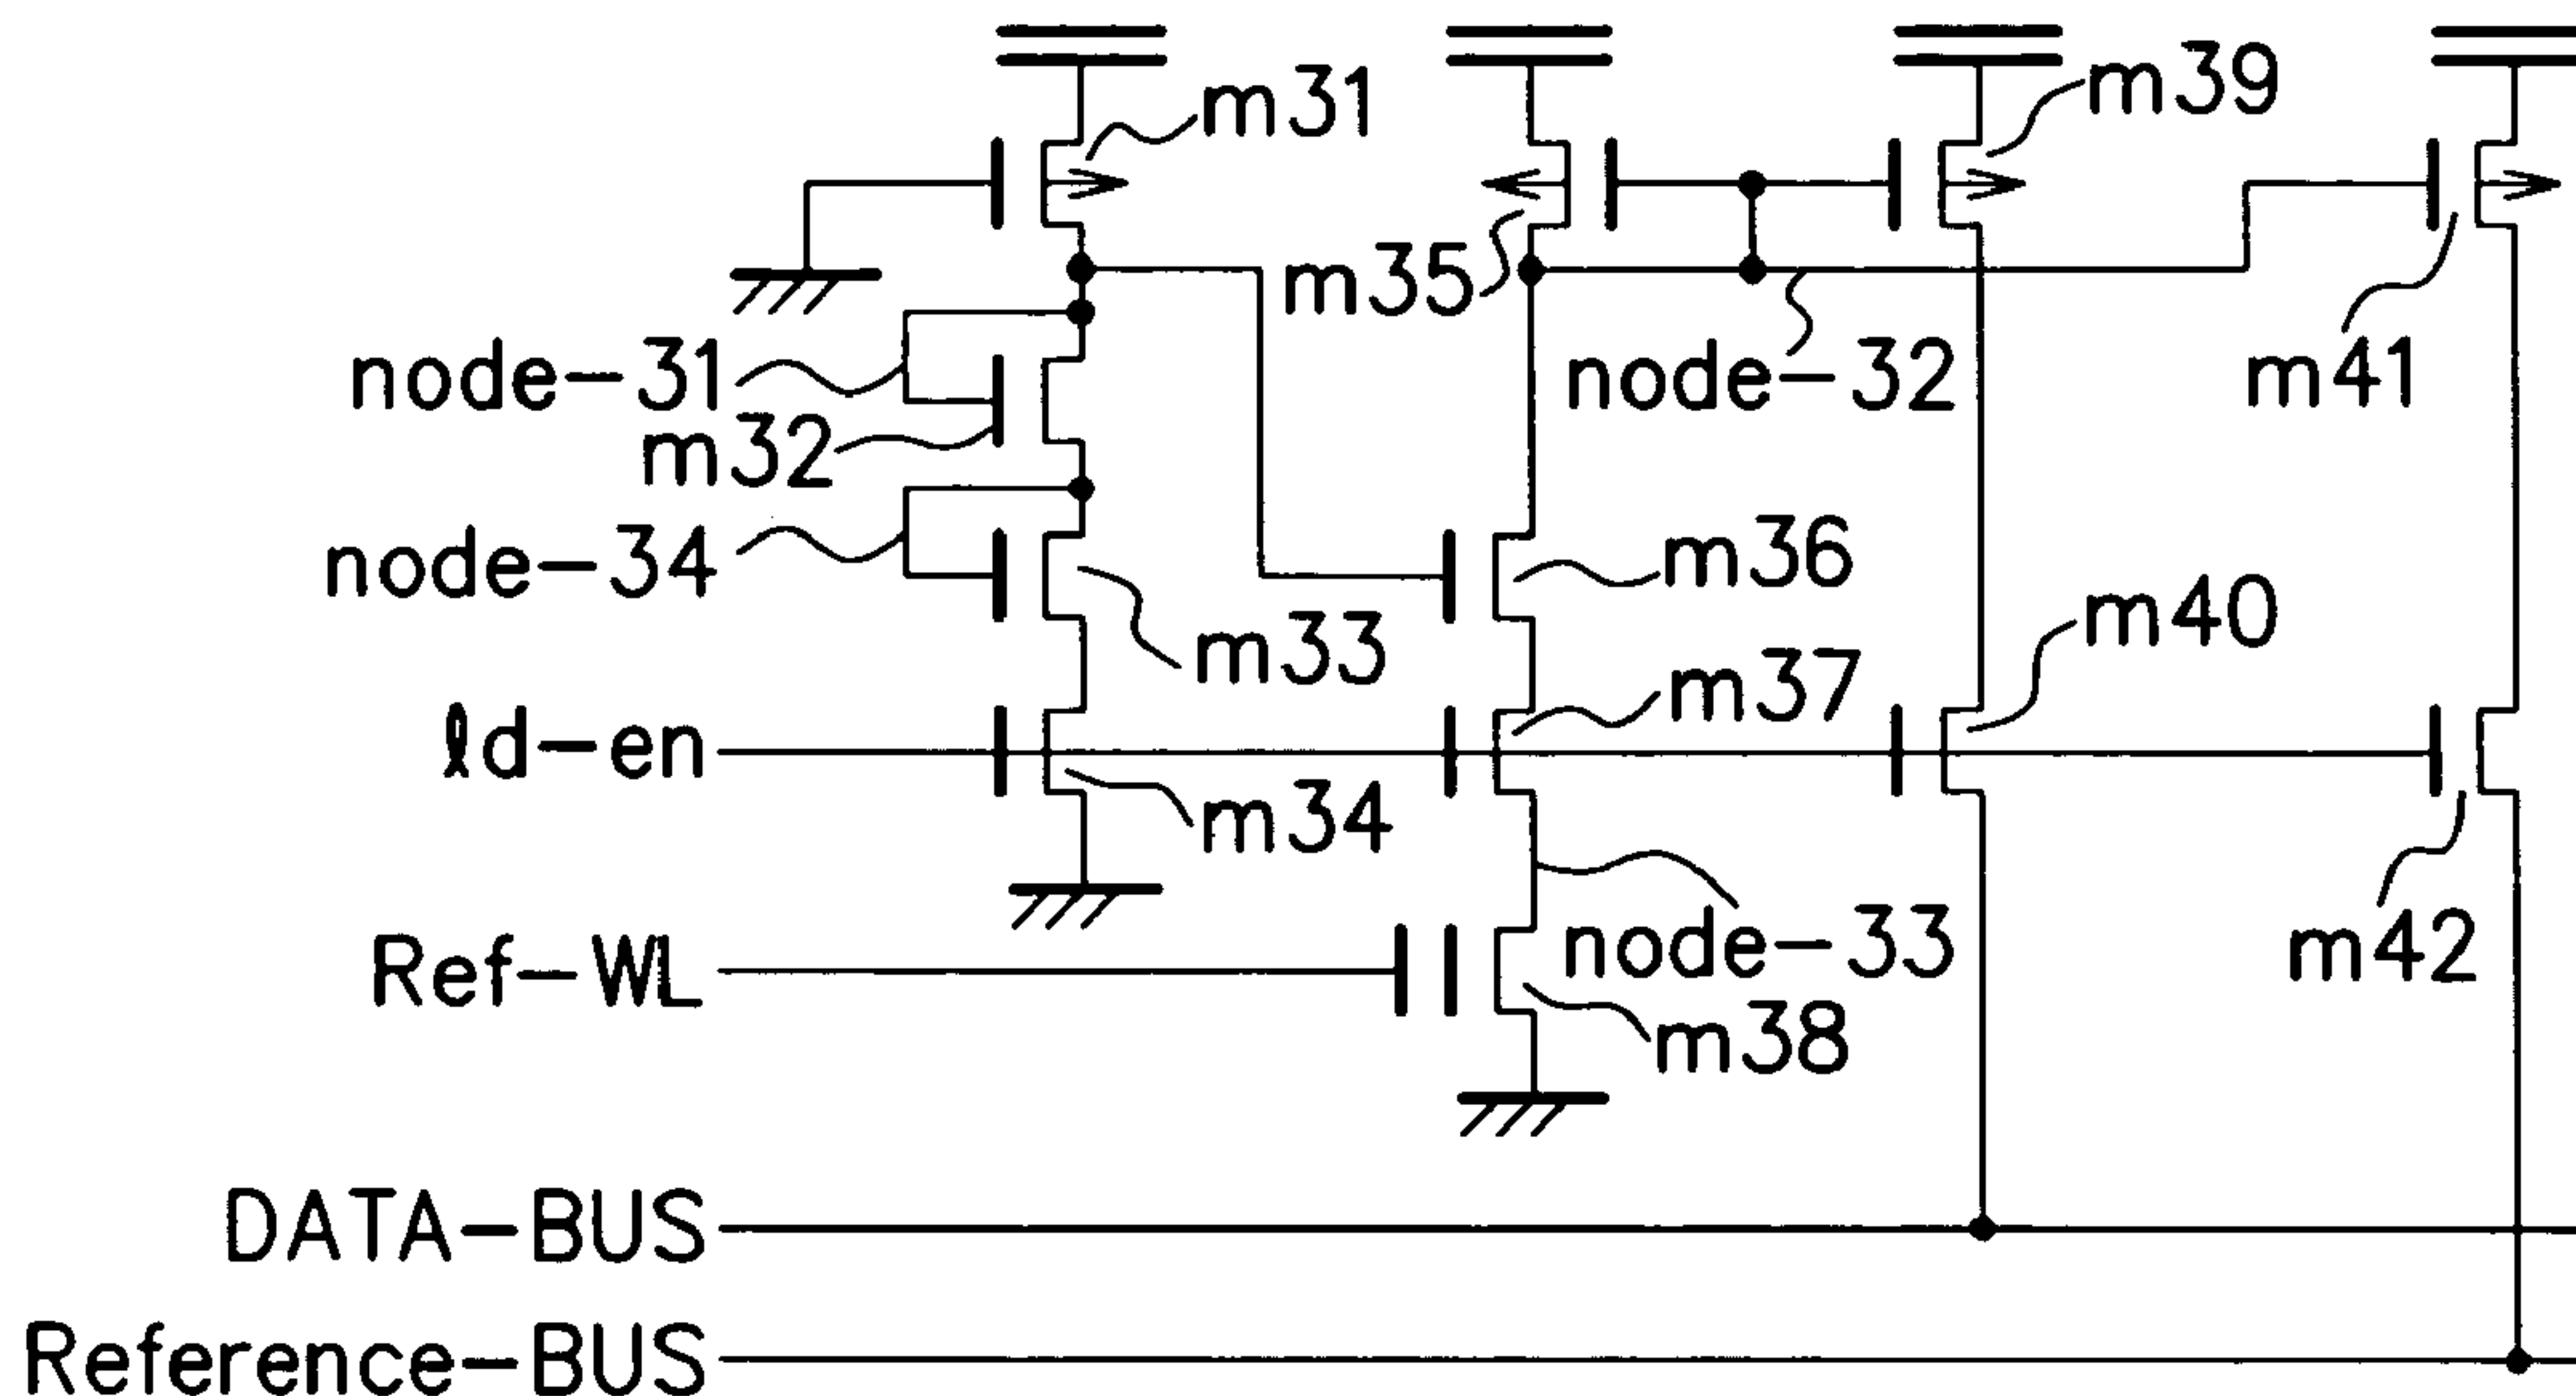 m31
m39
m35
node-31
node-32
m41
m32
node-34
m36
m33
m40
m37
ℓd-en
m34
node-33
m42
Ref-WL
m38
DATA-BUS
Reference-BUS